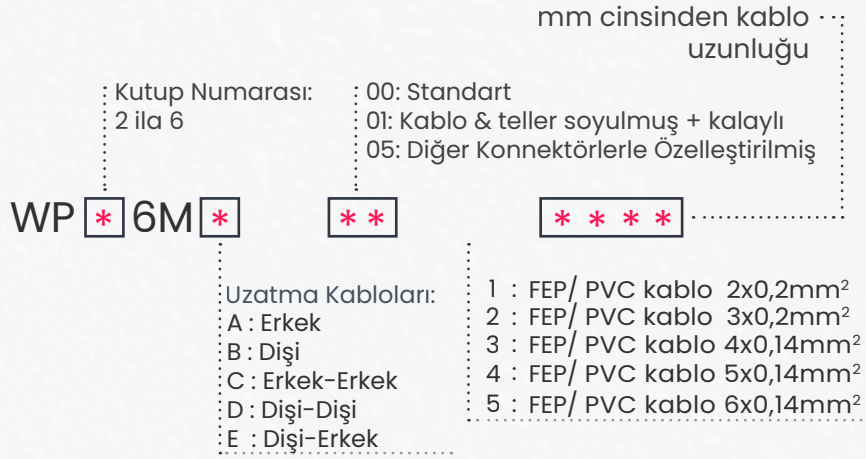 mm cinsinden kablo
uzunluğu
Kutup Numarası:
2 ila 6
00: Standart
01: Kablo & teller soyulmuş + kalaylı
05: Diğer Konnektörlerle Özelleştirilmiş
WP * 6M * ** ****
Uzatma Kabloları:
A : Erkek
B : Dişi
C : Erkek-Erkek
D : Dişi-Dişi
E : Dişi-Erkek
1 : FEP/ PVC kablo 2x0,2mm²
2 : FEP/ PVC kablo 3x0,2mm²
3 : FEP/ PVC kablo 4x0,14mm²
4 : FEP/ PVC kablo 5x0,14mm²
5 : FEP/ PVC kablo 6x0,14mm²